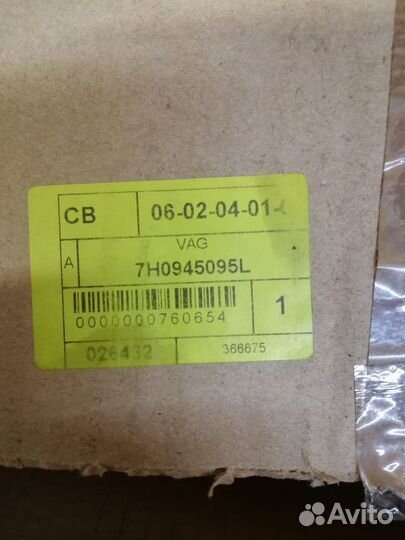 CB 06-02-04-01-
VAG
A 7H0945095L
0000000760654 1
026432 366675
Avito